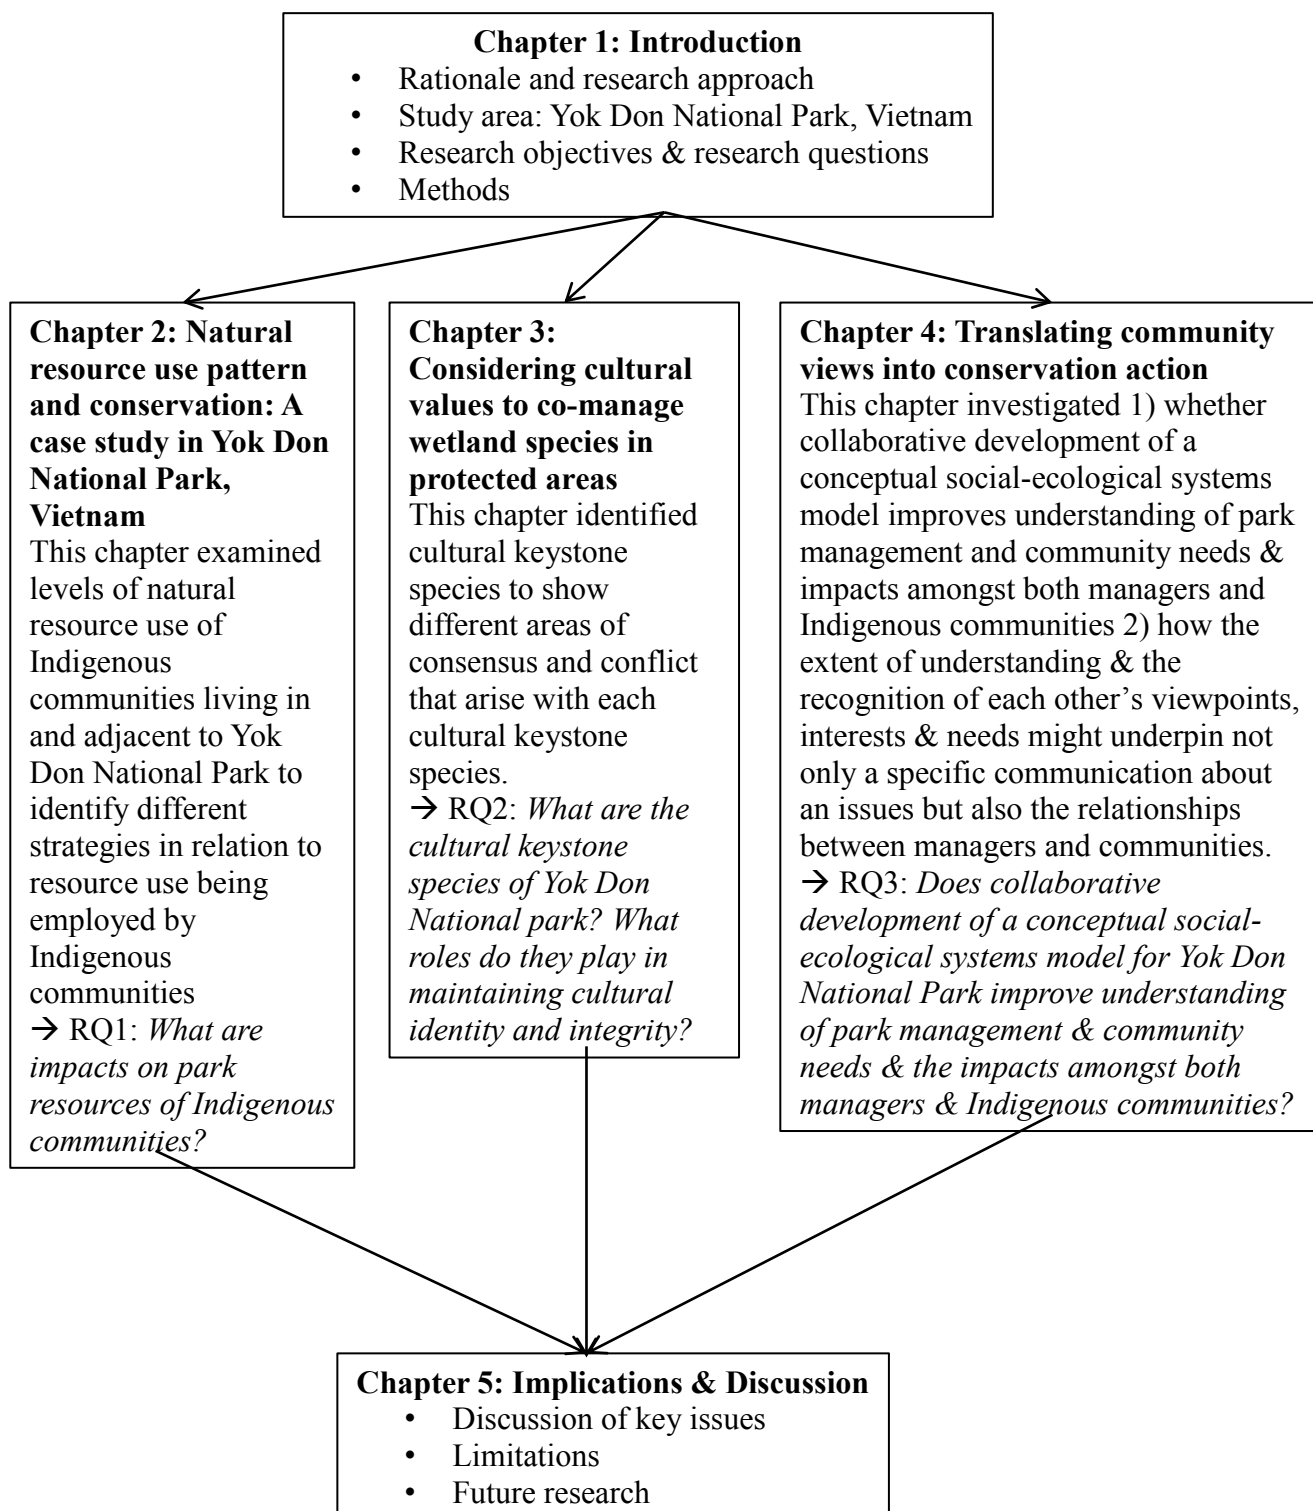 Chapter 1: Introduction
• Rationale and research approach
• Study area: Yok Don National Park, Vietnam
• Research objectives & research questions
• Methods
Chapter 2: Natural
resource use pattern
and conservation: A
case study in Yok Don
National Park,
Vietnam
This chapter examined
levels of natural
resource use of
Indigenous
communities living in
and adjacent to Yok
Don National Park to
identify different
strategies in relation to
resource use being
employed by
Indigenous
communities
→ RQ1: What are
impacts on park
resources of Indigenous
communities?
Chapter 3:
Considering cultural
values to co-manage
wetland species in
protected areas
This chapter identified
cultural keystone
species to show
different areas of
consensus and conflict
that arise with each
cultural keystone
species.
→ RQ2: What are the
cultural keystone
species of Yok Don
National park? What
roles do they play in
maintaining cultural
identity and integrity?
Chapter 4: Translating community
views into conservation action
This chapter investigated 1) whether
collaborative development of a
conceptual social-ecological systems
model improves understanding of park
management and community needs &
impacts amongst both managers and
Indigenous communities 2) how the
extent of understanding & the
recognition of each other’s viewpoints,
interests & needs might underpin not
only a specific communication about
an issues but also the relationships
between managers and communities.
→ RQ3: Does collaborative
development of a conceptual social-
ecological systems model for Yok Don
National Park improve understanding
of park management & community
needs & the impacts amongst both
managers & Indigenous communities?
Chapter 5: Implications & Discussion
• Discussion of key issues
• Limitations
• Future research